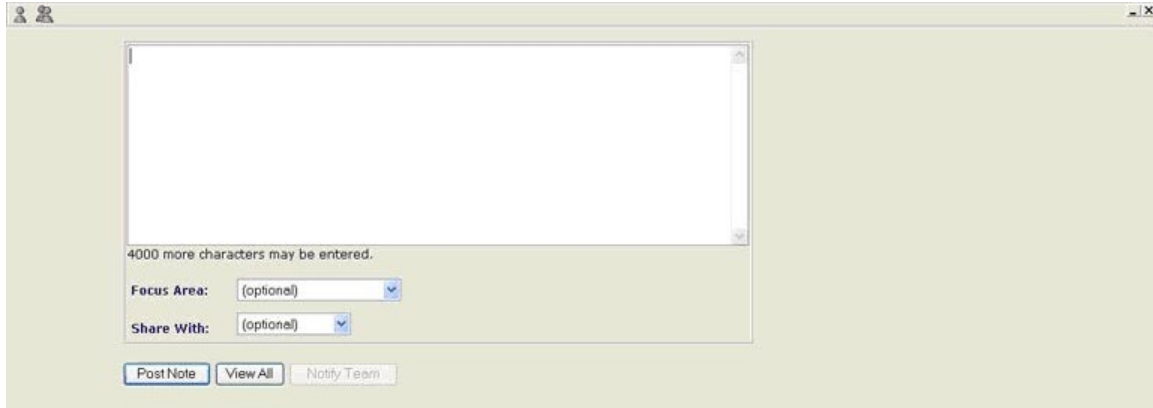 4000 more characters may be entered.
Focus Area: (optional)
Share With: (optional)
Post Note View All Notify Team